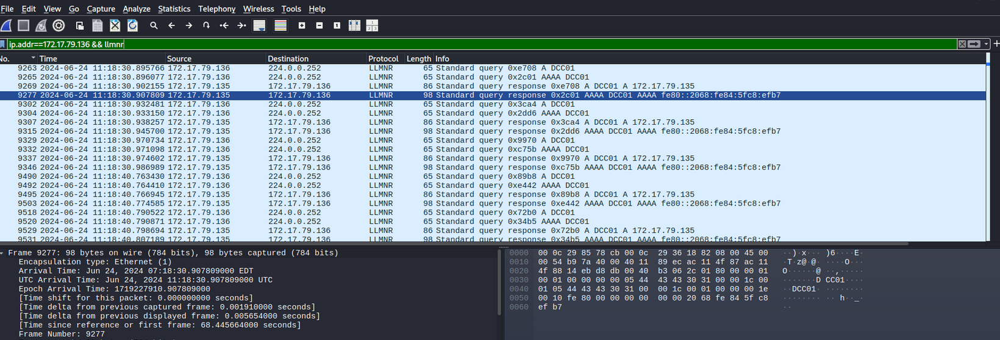 File Edit View Go Capture Analyze Statistics Telephony Wireless Tools Help
ip.addr==172.17.79.136 && llmnr
No. Time Source Destination Protocol Length Info
9263 2024-06-24 11:18:30.895766 172.17.79.136 224.0.0.252 LLMNR 65 Standard query 0xe708 A DCC01
9265 2024-06-24 11:18:30.896077 172.17.79.136 224.0.0.252 LLMNR 65 Standard query 0x2c01 AAAA DCC01
9269 2024-06-24 11:18:30.902155 172.17.79.135 172.17.79.136 LLMNR 86 Standard query response 0xe708 A DCC01 A 172.17.79.135
9277 2024-06-24 11:18:30.907809 172.17.79.135 172.17.79.136 LLMNR 98 Standard query response 0x2c01 AAAA DCC01 AAAA fe80::2068:fe84:5fc8:efb7
9302 2024-06-24 11:18:30.932481 172.17.79.136 224.0.0.252 LLMNR 65 Standard query 0x3ca4 A DCC01
9304 2024-06-24 11:18:30.933150 172.17.79.136 224.0.0.252 LLMNR 65 Standard query 0x2dd6 AAAA DCC01
9307 2024-06-24 11:18:30.938257 172.17.79.135 172.17.79.136 LLMNR 86 Standard query response 0x3ca4 A DCC01 A 172.17.79.135
9315 2024-06-24 11:18:30.945700 172.17.79.135 172.17.79.136 LLMNR 98 Standard query response 0x2dd6 AAAA DCC01 AAAA fe80::2068:fe84:5fc8:efb7
9329 2024-06-24 11:18:30.970734 172.17.79.136 224.0.0.252 LLMNR 65 Standard query 0x9970 A DCC01
9332 2024-06-24 11:18:30.971098 172.17.79.136 224.0.0.252 LLMNR 65 Standard query 0xc75b AAAA DCC01
9337 2024-06-24 11:18:30.974602 172.17.79.135 172.17.79.136 LLMNR 86 Standard query response 0x9970 A DCC01 A 172.17.79.135
9346 2024-06-24 11:18:30.986989 172.17.79.135 172.17.79.136 LLMNR 98 Standard query response 0xc75b AAAA DCC01 AAAA fe80::2068:fe84:5fc8:efb7
9490 2024-06-24 11:18:40.763430 172.17.79.136 224.0.0.252 LLMNR 65 Standard query 0x89b8 A DCC01
9492 2024-06-24 11:18:40.764410 172.17.79.136 224.0.0.252 LLMNR 65 Standard query 0xe442 AAAA DCC01
9495 2024-06-24 11:18:40.766945 172.17.79.135 172.17.79.136 LLMNR 86 Standard query response 0x89b8 A DCC01 A 172.17.79.135
9503 2024-06-24 11:18:40.774585 172.17.79.135 172.17.79.136 LLMNR 98 Standard query response 0xe442 AAAA DCC01 AAAA fe80::2068:fe84:5fc8:efb7
9518 2024-06-24 11:18:40.790522 172.17.79.136 224.0.0.252 LLMNR 65 Standard query 0x72b0 A DCC01
9520 2024-06-24 11:18:40.790871 172.17.79.136 224.0.0.252 LLMNR 65 Standard query 0x34b5 AAAA DCC01
9529 2024-06-24 11:18:40.798694 172.17.79.135 172.17.79.136 LLMNR 86 Standard query response 0x72b0 A DCC01 A 172.17.79.135
9531 2024-06-24 11:18:40.807189 172.17.79.135 172.17.79.136 LLMNR 98 Standard query response 0x34b5 AAAA DCC01 AAAA fe80::2068:fe84:5fc8:efb7
Frame 9277: 98 bytes on wire (784 bits), 98 bytes captured (784 bits)
Encapsulation type: Ethernet (1)
Arrival Time: Jun 24, 2024 07:18:30.907809000 EDT
UTC Arrival Time: Jun 24, 2024 11:18:30.907809000 UTC
Epoch Arrival Time: 1719227910.907809000
[Time shift for this packet: 0.000000000 seconds]
[Time delta from previous captured frame: 0.001910000 seconds]
[Time delta from previous displayed frame: 0.005654000 seconds]
[Time since reference or first frame: 68.445664000 seconds]
Frame Number: 9277
0000 00 0c 29 85 78 cb 00 0c 29 36 18 82 08 00 45 00 ··)·x··· )6····E·
0010 00 54 b9 7a 40 00 40 11 89 ec ac 11 4f 87 ac 11 ·T·z@·@· ····O···
0020 4f 88 14 eb d8 db 00 40 b3 06 2c 01 80 00 00 01 O······@ ··,·····
0030 00 01 00 00 00 00 05 44 43 43 30 31 00 00 1c 00 ·······D CC01····
0040 01 05 44 43 43 30 31 00 00 1c 00 01 00 00 00 1e ··DCC01· ········
0050 00 10 fe 80 00 00 00 00 00 00 20 68 fe 84 5f c8 ········ ·· h··_·
0060 ef b7 ··